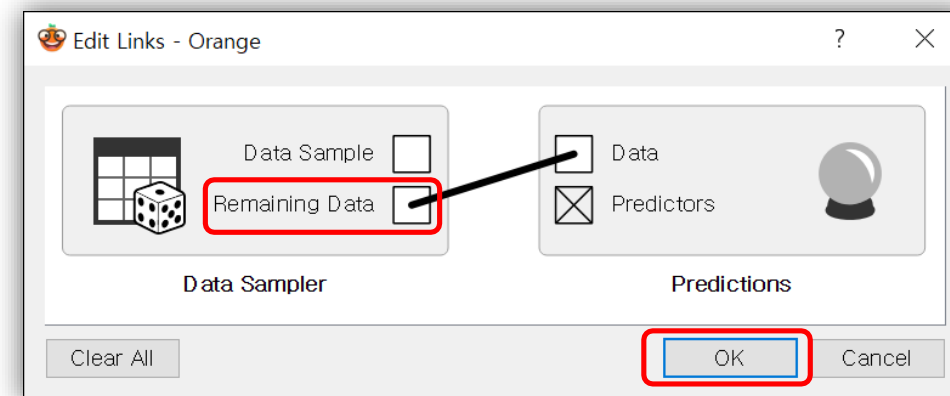 Edit Links - Orange
?
Data Sample
Remaining Data
Data
Predictors
Data Sampler
Predictions
Clear All
OK
Cancel